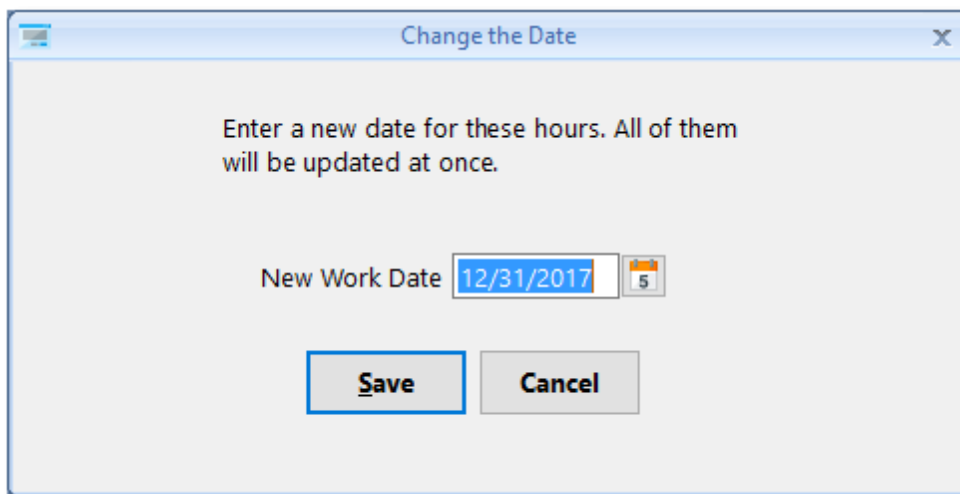 Change the Date
Enter a new date for these hours. All of them
will be updated at once.
New Work Date 12/31/2017 5
Save Cancel